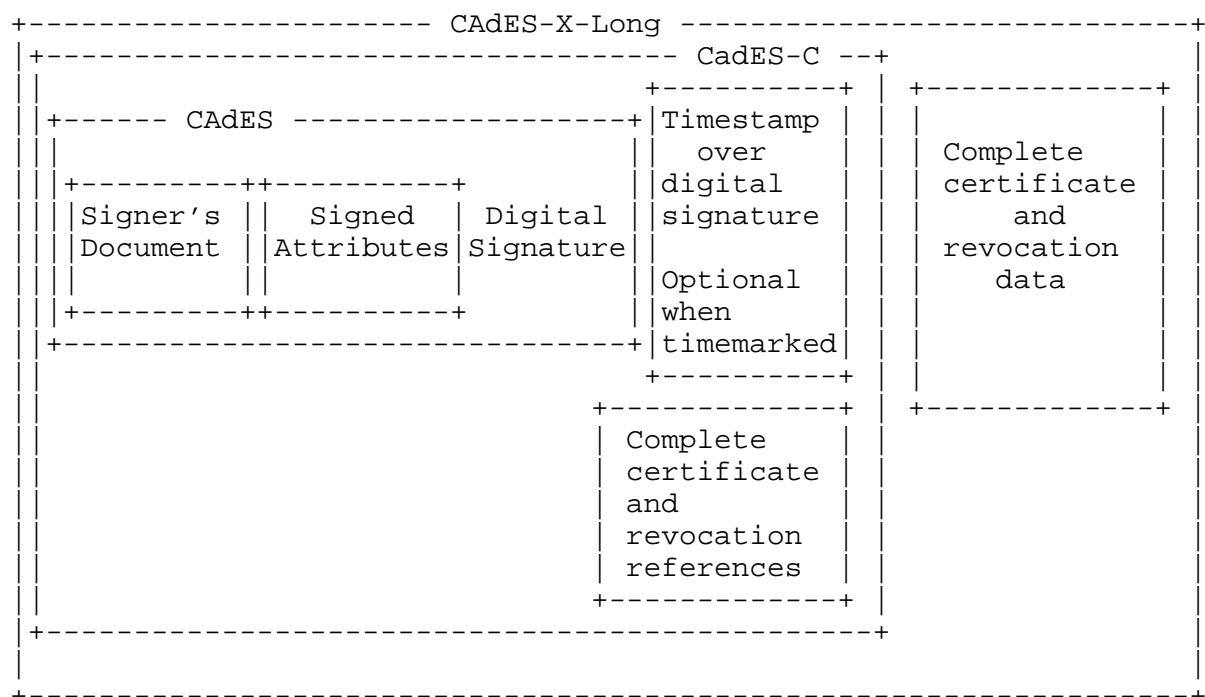 CAdES-X-Long
CadES-C
CAdES
Timestamp
over
digital
signature
Optional
when
timemarked
Signer's
Document
Signed
Attributes
Digital
Signature
Complete
certificate
and
revocation
references
Complete
certificate
and
revocation
data